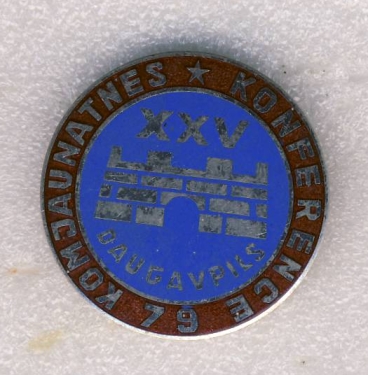 KOMJAUNATNES ★ KONFERENCE 79
XXV
DAUGAVPILS